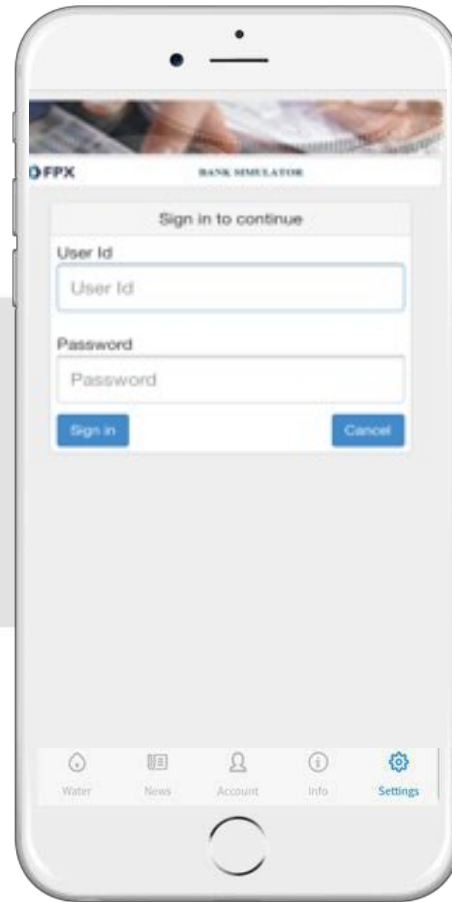 FPX BANK SIMULATOR
Sign in to continue
User Id
User Id
Password
Password
Sign in Cancel
Water News Account Info Settings